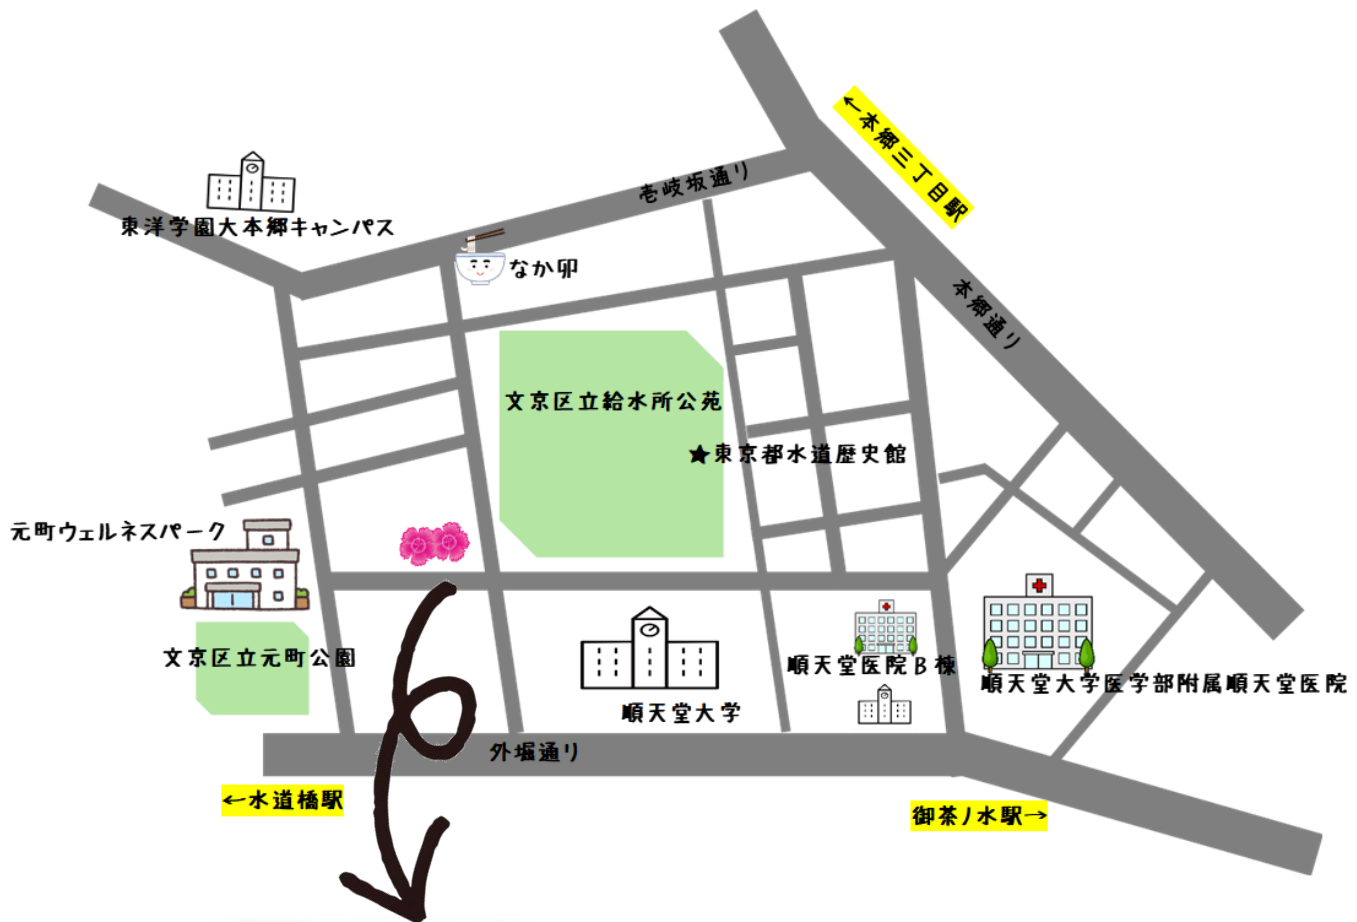 ←本郷三丁目駅
壱岐坂通り
東洋学園大本郷キャンパス
なか卯
本郷通り
文京区立給水所公苑
★東京都水道歴史館
元町ウェルネスパーク
文京区立元町公園
順天堂医院B棟
順天堂大学医学部附属順天堂医院
順天堂大学
外堀通り
←水道橋駅
御茶ノ水駅→